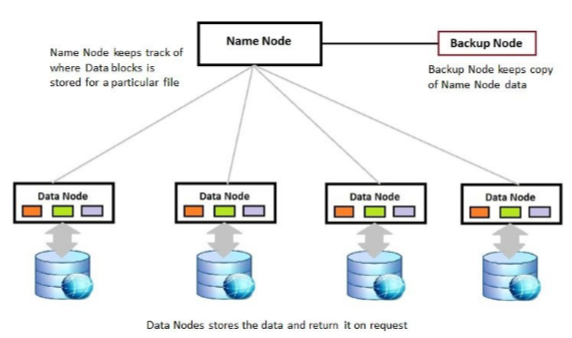 Name Node
Backup Node
Name Node keeps track of
where Data blocks is
stored for a particular file
Backup Node keeps copy
of Name Node data
Data Node
Data Node
Data Node
Data Node
Data Nodes stores the data and return it on request